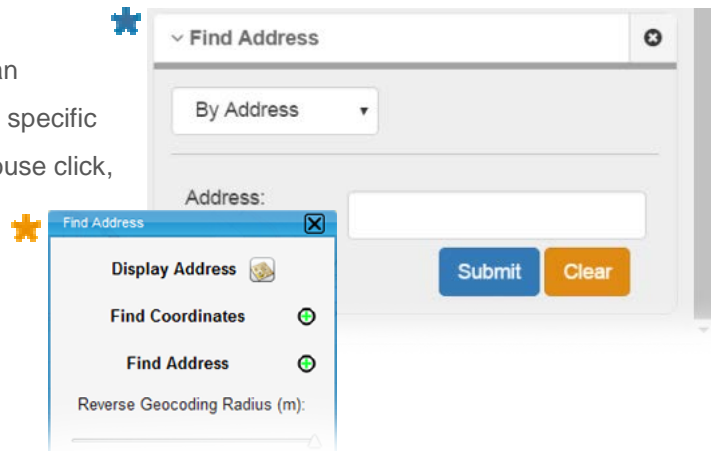 an
specific
ouse click,
Find Address
By Address
Address:
Submit Clear
Find Address
Display Address
Find Coordinates
Find Address
Reverse Geocoding Radius (m):